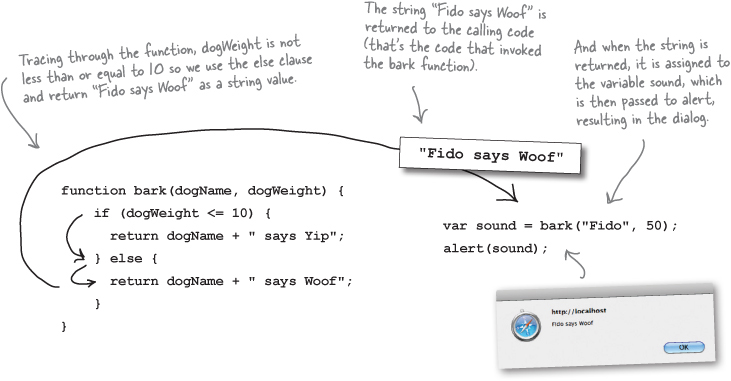 Tracing through the function, dogWeight is not
less than or equal to 10 so we use the else clause
and return “Fido says Woof” as a string value.
The string “Fido says Woof” is
returned to the calling code
(that’s the code that invoked
the bark function).
And when the string is
returned, it is assigned to
the variable sound, which
is then passed to alert,
resulting in the dialog.
"Fido says Woof"
function bark(dogName, dogWeight) {
if (dogWeight <= 10) {
return dogName + " says Yip";
} else {
return dogName + " says Woof";
}
}
var sound = bark("Fido", 50);
alert(sound);
http://localhost
Fido says Woof
OK